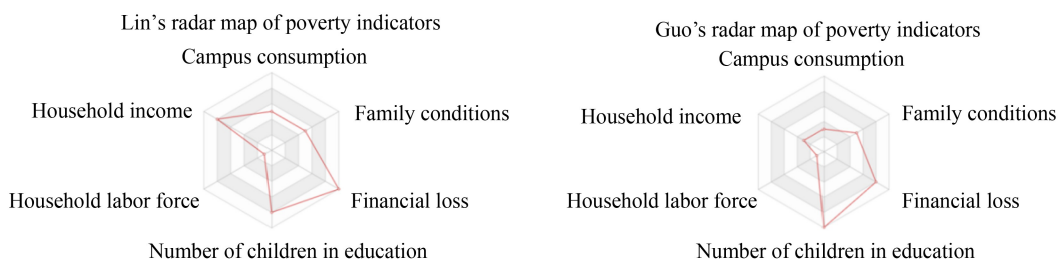 Lin's radar map of poverty indicators
Campus consumption
Household income
Family conditions
Household labor force
Financial loss
Number of children in education
Guo's radar map of poverty indicators
Campus consumption
Household income
Family conditions
Household labor force
Financial loss
Number of children in education